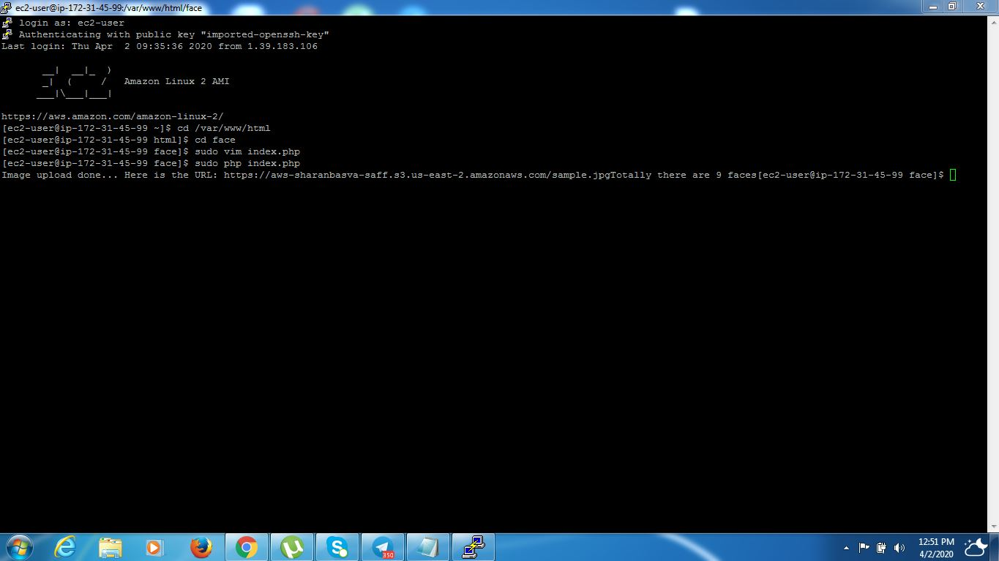 ec2-user@ip-172-31-45-99:/var/www/html/face
login as: ec2-user
Authenticating with public key "imported-openssh-key"
Last login: Thu Apr  2 09:35:36 2020 from 1.39.183.106
__|  __|_  )
_|  (     /   Amazon Linux 2 AMI
___|\___|___|
https://aws.amazon.com/amazon-linux-2/
[ec2-user@ip-172-31-45-99 ~]$ cd /var/www/html
[ec2-user@ip-172-31-45-99 html]$ cd face
[ec2-user@ip-172-31-45-99 face]$ sudo vim index.php
[ec2-user@ip-172-31-45-99 face]$ sudo php index.php
Image upload done... Here is the URL: https://aws-sharanbasva-saff.s3.us-east-2.amazonaws.com/sample.jpgTotally there are 9 faces[ec2-user@ip-172-31-45-99 face]$
350
12:51 PM
4/2/2020